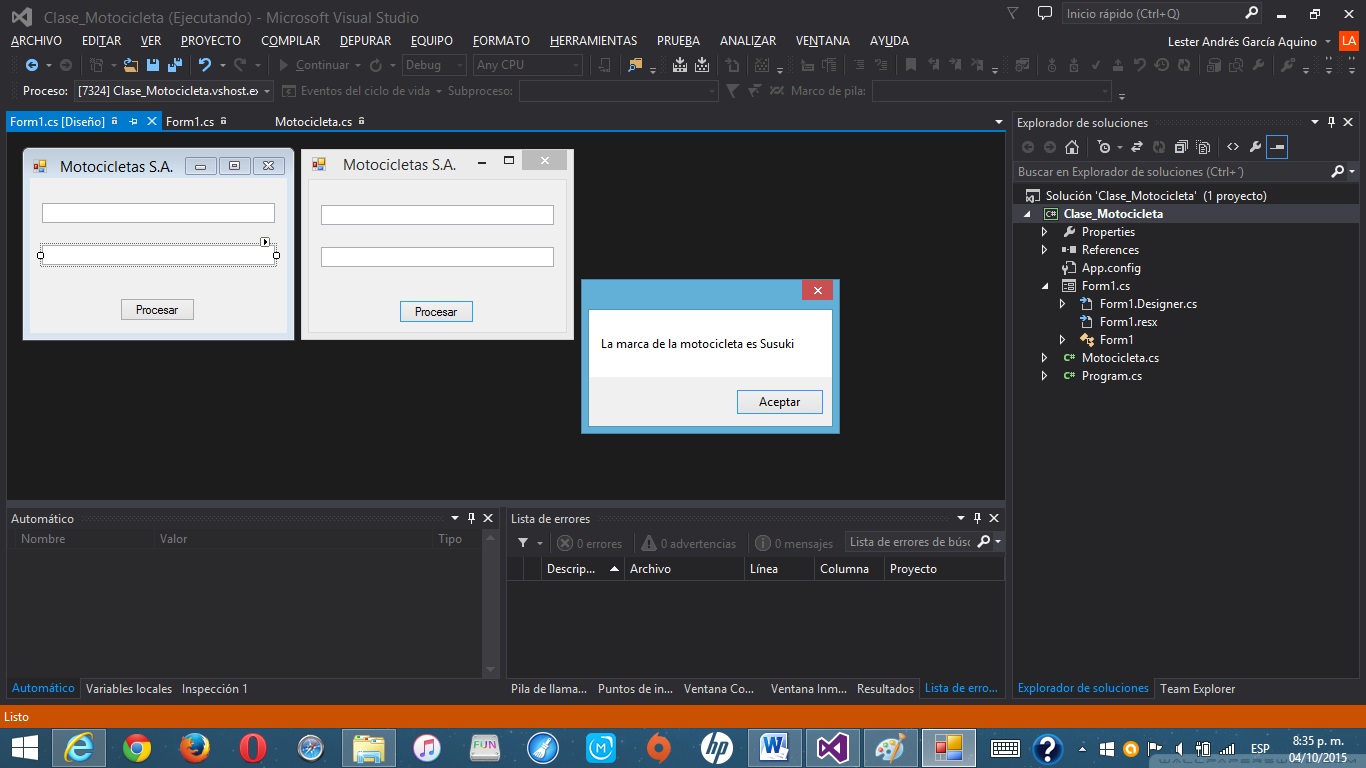 Clase_Motocicleta (Ejecutando) - Microsoft Visual Studio
Inicio rápido (Ctrl+Q)
ARCHIVO EDITAR VER PROYECTO COMPILAR DEPURAR EQUIPO FORMATO HERRAMIENTAS PRUEBA ANALIZAR VENTANA AYUDA
Lester Andrés García Aquino LA
Continuar Debug Any CPU
Proceso: [7324] Clase_Motocicleta.vshost.ex Eventos del ciclo de vida Subproceso: Marco de pila:
Form1.cs [Diseño] Form1.cs Motocicleta.cs
Explorador de soluciones
Motocicletas S.A.
Motocicletas S.A.
Procesar
Procesar
La marca de la motocicleta es Susuki
Aceptar
Buscar en Explorador de soluciones (Ctrl+´)
Solución 'Clase_Motocicleta' (1 proyecto)
C# Clase_Motocicleta
Properties
References
App.config
Form1.cs
Form1.Designer.cs
Form1.resx
Form1
C# Motocicleta.cs
C# Program.cs
Automático
Nombre Valor Tipo
Lista de errores
0 errores 0 advertencias 0 mensajes Lista de errores de búsc
Descrip... Archivo Línea Columna Proyecto
Automático Variables locales Inspección 1
Pila de llama... Puntos de in... Ventana Co... Ventana Inm... Resultados Lista de erro...
Explorador de soluciones Team Explorer
Listo
FUN
hp
ESP
8:35 p. m.
04/10/2015